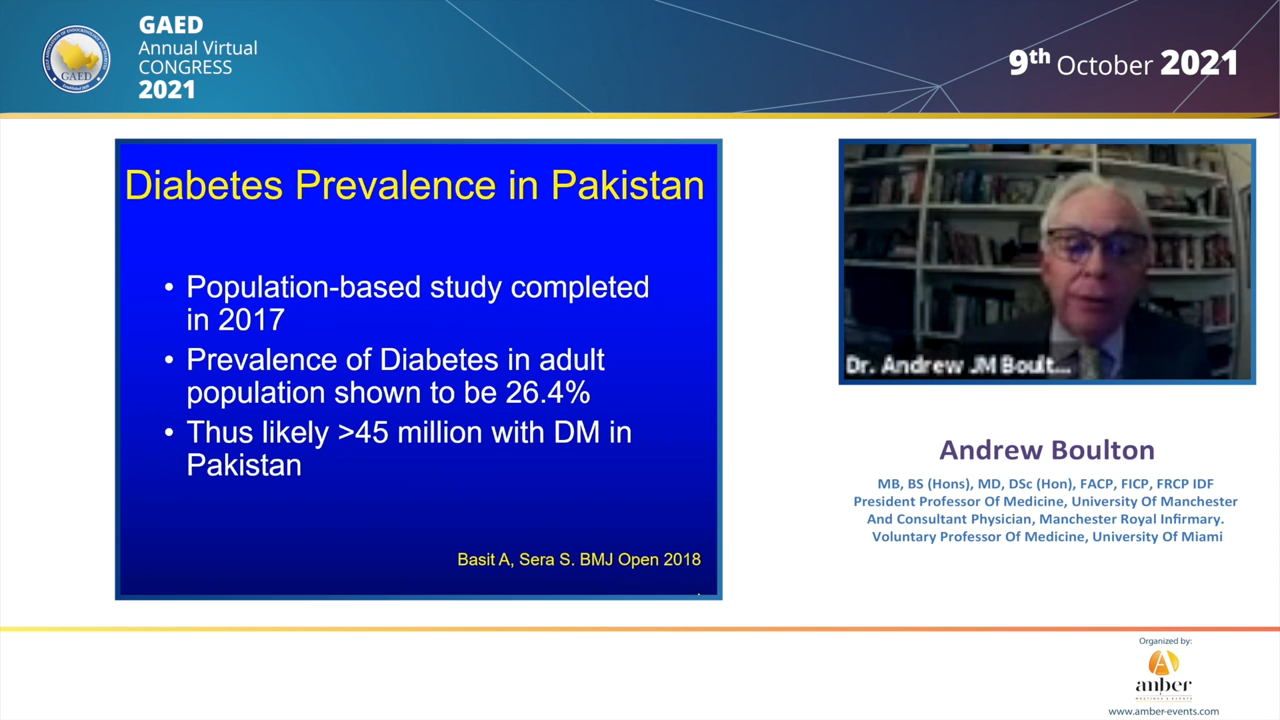 GAED
Annual Virtual
CONGRESS
2021
GAED
9th October 2021
Diabetes Prevalence in Pakistan
• Population-based study completed
in 2017
• Prevalence of Diabetes in adult
population shown to be 26.4%
• Thus likely >45 million with DM in
Pakistan
Basit A, Sera S. BMJ Open 2018
Dr. Andrew JM Boult...
Andrew Boulton
MB, BS (Hons), MD, DSc (Hon), FACP, FICP, FRCP IDF
President Professor Of Medicine, University Of Manchester
And Consultant Physician, Manchester Royal Infirmary.
Voluntary Professor Of Medicine, University Of Miami
Organized by:
anber
MEETINGS & EVENTS
www.amber-events.com